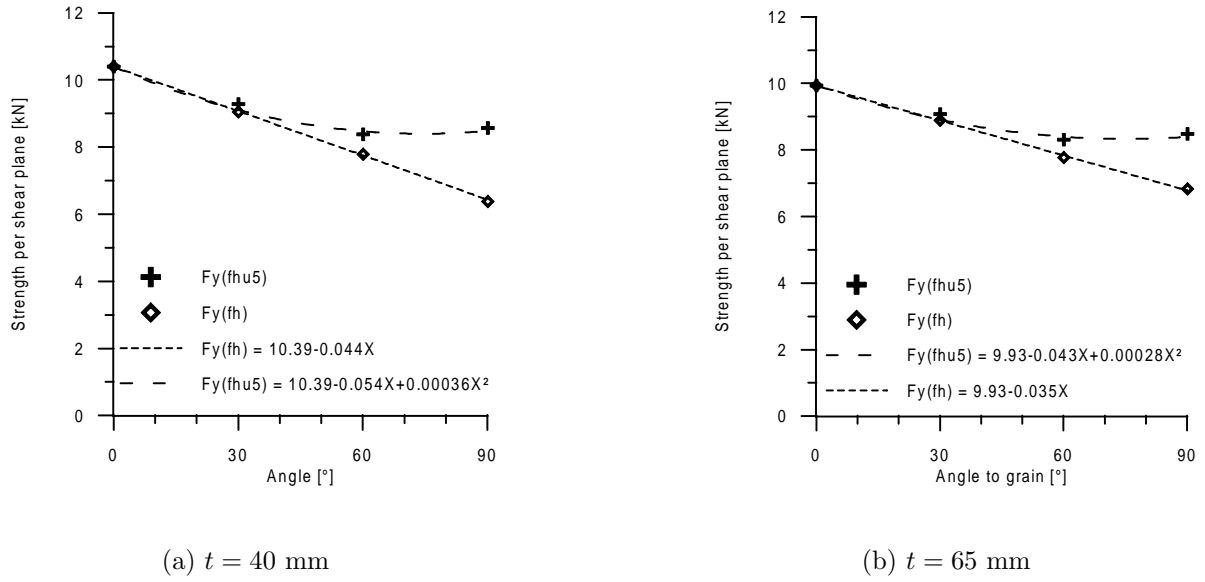 12
10
8
6
4
2
0
Strength per shear plane [kN]
Fy(fhu5)
Fy(fh)
Fy(fh) = 10.39-0.044X
Fy(fhu5) = 10.39-0.054X+0.00036X²
0 30 60 90
Angle [°]
(a) t = 40 mm
12
10
8
6
4
2
0
Strength per shear plane [kN]
Fy(fhu5)
Fy(fh)
Fy(fhu5) = 9.93-0.043X+0.00028X²
Fy(fh) = 9.93-0.035X
0 30 60 90
Angle to grain [°]
(b) t = 65 mm